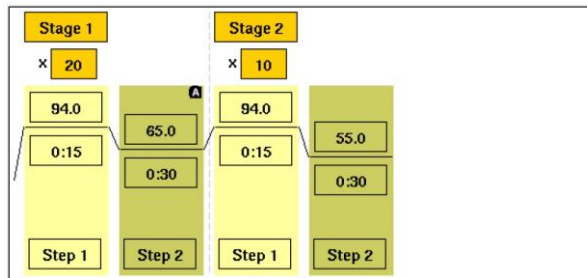 Stage 1 Stage 2
x 20 x 10
A
94.0 65.0 94.0 55.0
0:15 0:30 0:15 0:30
Step 1 Step 2 Step 1 Step 2